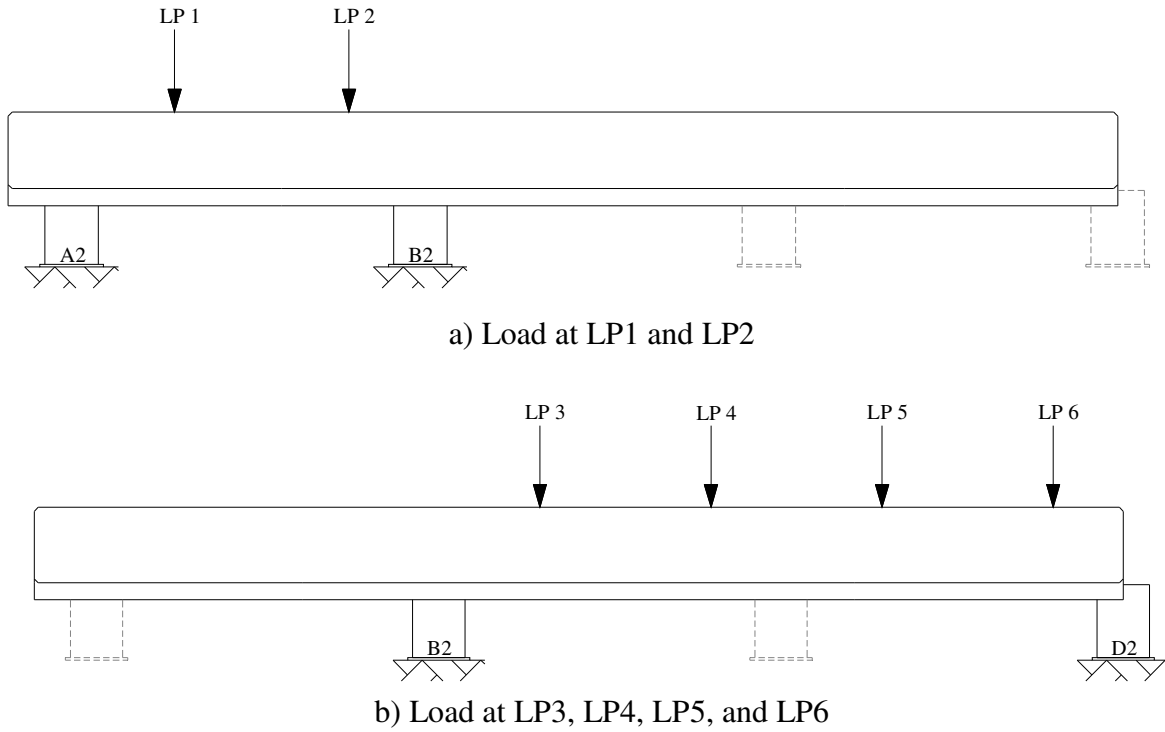 LP 1 LP 2
A2 B2
a) Load at LP1 and LP2
LP 3 LP 4 LP 5 LP 6
B2 D2
b) Load at LP3, LP4, LP5, and LP6